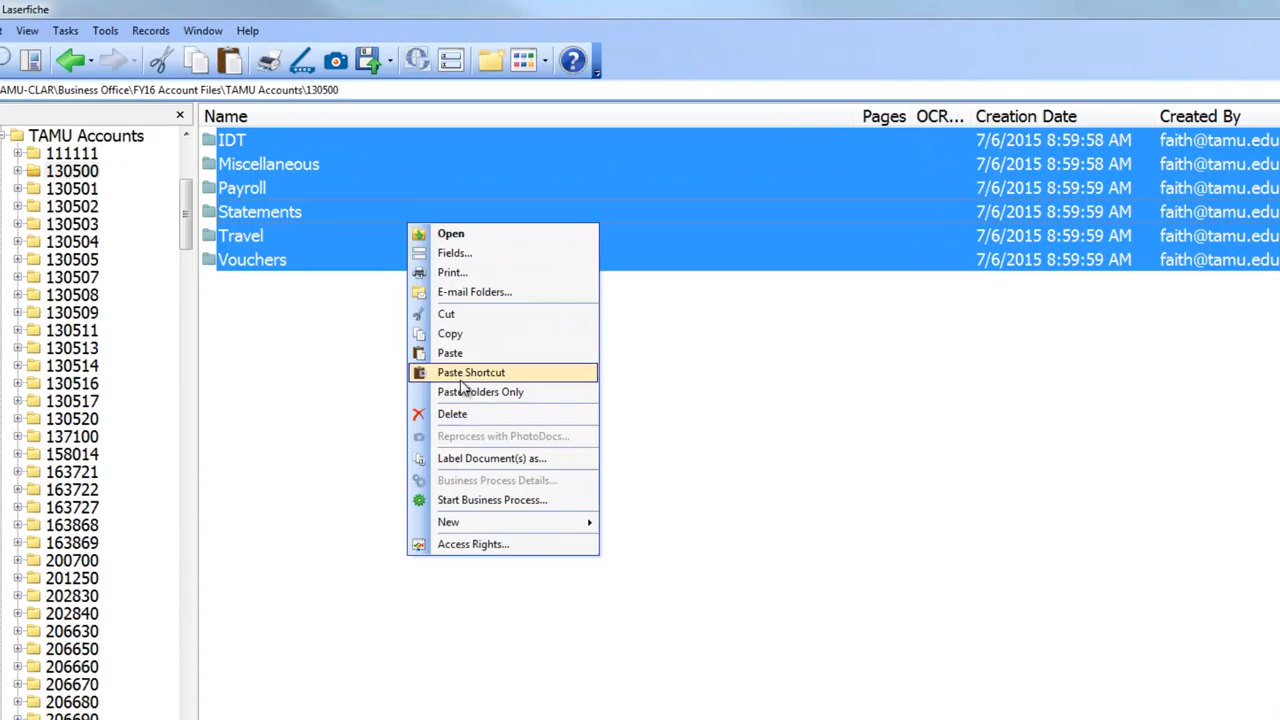 Laserfiche
View Tasks Tools Records Window Help
AMU-CLAR\Business Office\FY16 Account Files\TAMU Accounts\130500
Name Pages OCR... Creation Date Created By
TAMU Accounts
111111
130500
130501
130502
130503
130504
130505
130507
130508
130509
130511
130513
130514
130516
130517
130520
137100
158014
163721
163722
163727
163868
163869
200700
201250
202830
202840
206630
206650
206660
206670
206680
206690
IDT 7/6/2015 8:59:58 AM faith@tamu.edu
Miscellaneous 7/6/2015 8:59:58 AM faith@tamu.edu
Payroll 7/6/2015 8:59:59 AM faith@tamu.edu
Statements 7/6/2015 8:59:59 AM faith@tamu.edu
Travel 7/6/2015 8:59:59 AM faith@tamu.edu
Vouchers 7/6/2015 8:59:59 AM faith@tamu.edu
Open
Fields...
Print...
E-mail Folders...
Cut
Copy
Paste
Paste Shortcut
Paste Folders Only
Delete
Reprocess with PhotoDocs...
Label Document(s) as...
Business Process Details...
Start Business Process...
New
Access Rights...